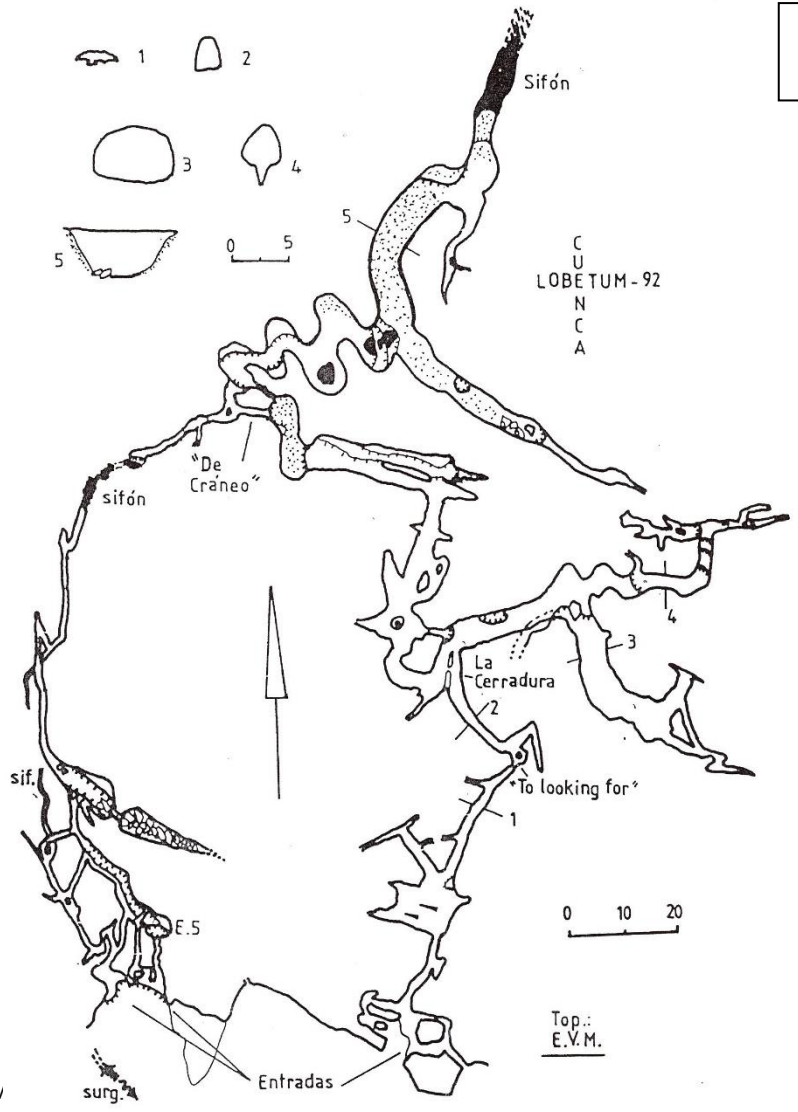 1
2
Sifón
3
4
5
0 5
5
CUENCA
LOBETUM-92
"De
Cráneo"
sifón
4
3
La
Cerradura
2
sif.
"To looking for"
1
E.5
0 10 20
Top.:
E.V.M.
Entradas
surg.